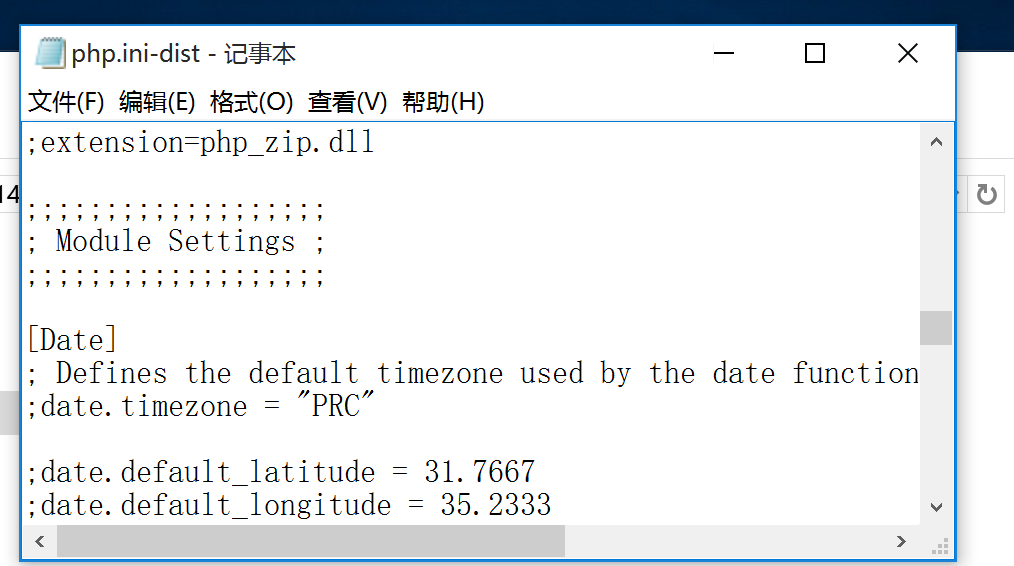 php.ini-dist - 记事本
文件(F) 编辑(E) 格式(O) 查看(V) 帮助(H)
;extension=php_zip.dll
14
;;;;;;;;;;;;;;;;;;;
; Module Settings ;
;;;;;;;;;;;;;;;;;;;
[Date]
; Defines the default timezone used by the date function
;date.timezone = "PRC"
;date.default_latitude = 31.7667
;date.default_longitude = 35.2333